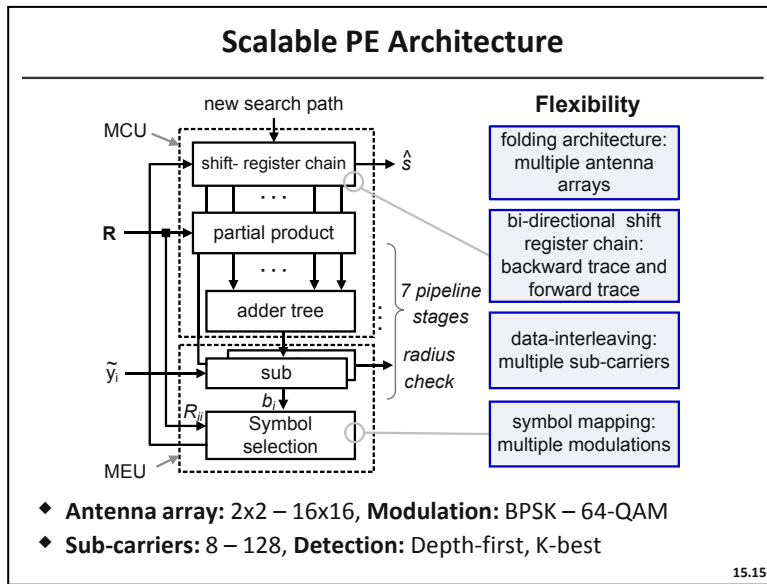 Scalable PE Architecture
new search path
MCU
shift- register chain
ŝ
. . .
R
partial product
. . .
adder tree
7 pipeline
stages
ỹi
sub
radius
check
bi
Rii
Symbol
selection
MEU
Flexibility
folding architecture:
multiple antenna
arrays
bi-directional shift
register chain:
backward trace and
forward trace
data-interleaving:
multiple sub-carriers
symbol mapping:
multiple modulations
◆ Antenna array: 2x2 – 16x16, Modulation: BPSK – 64-QAM
◆ Sub-carriers: 8 – 128, Detection: Depth-first, K-best
15.15